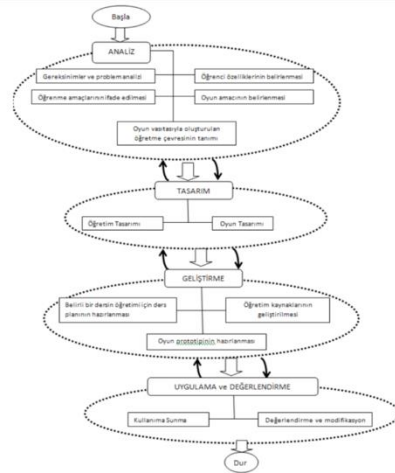 Başla
ANALİZ
Gereksinimler ve problem analizi
Öğrenci özelliklerinin belirlenmesi
Öğrenme amaçlarının ifade edilmesi
Oyun amacının belirlenmesi
Oyun vasıtasıyla oluşturulan
öğretme çevresinin tanımı
TASARIM
Öğretim Tasarımı
Oyun Tasarımı
GELİŞTİRME
Belirli bir dersin öğretimi için ders
planının hazırlanması
Öğretim kaynaklarının
geliştirilmesi
Oyun prototipinin hazırlanması
UYGULAMA ve DEĞERLENDİRME
Kullanıma Sunma
Değerlendirme ve modifikasyon
Dur